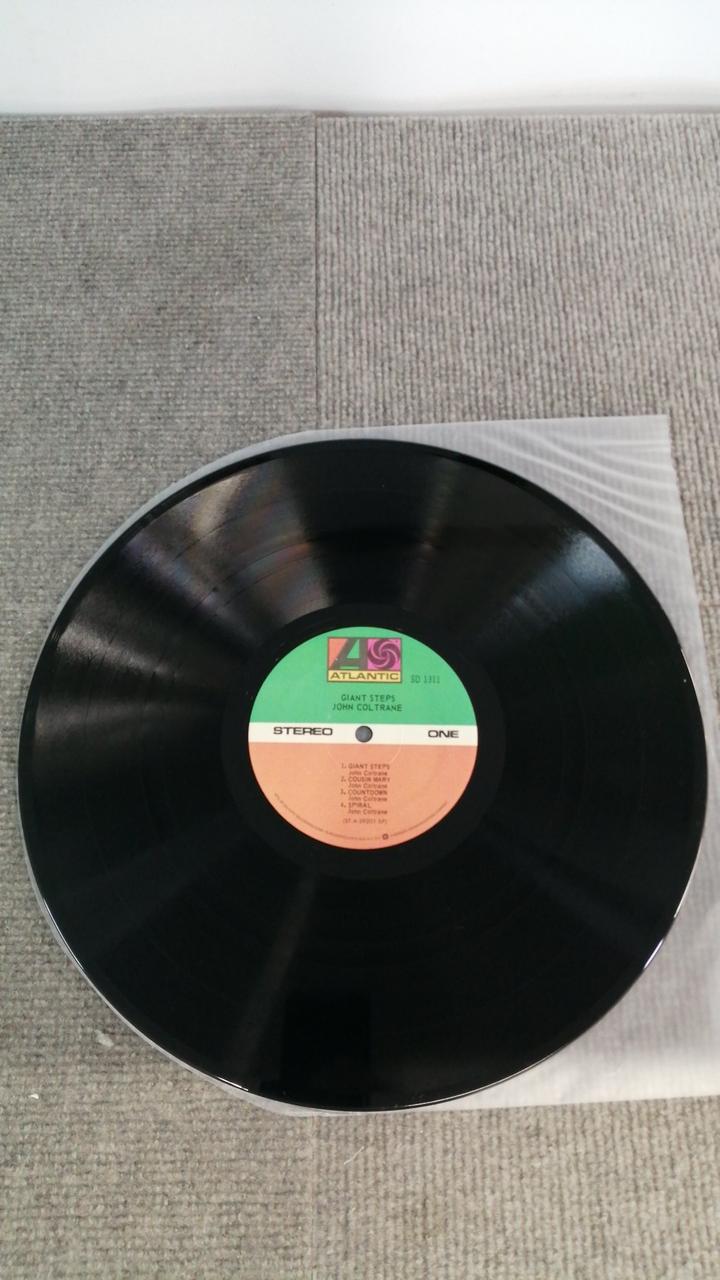 ATLANTIC
SD 1311
GIANT STEPS
JOHN COLTRANE
STEREO ONE
1. GIANT STEPS
John Coltrane
2. COUSIN MARY
John Coltrane
3. COUNTDOWN
John Coltrane
4. SPIRAL
John Coltrane